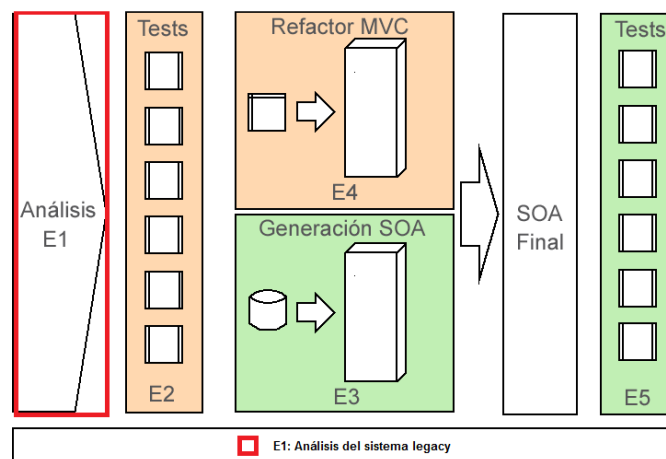 Análisis
E1
Tests
E2
Refactor MVC
E4
Generación SOA
E3
SOA
Final
Tests
E5
E1: Análisis del sistema legacy